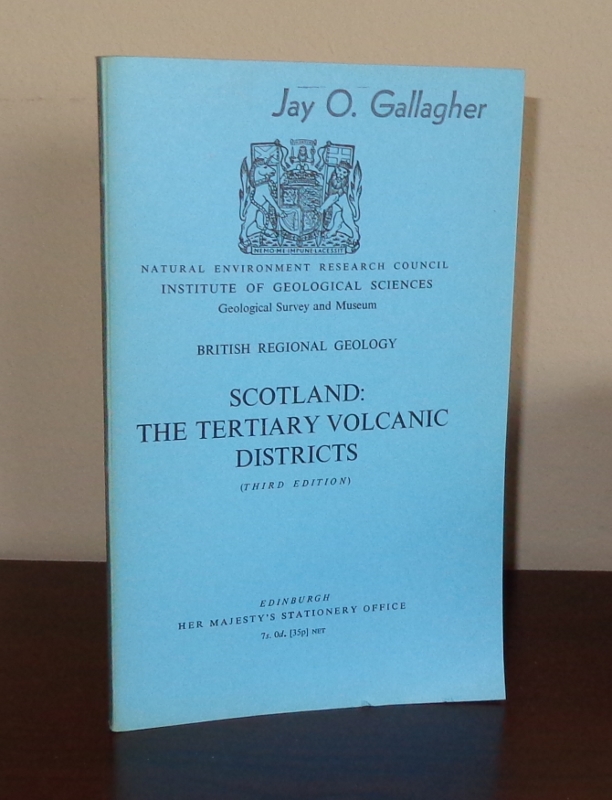 Jay O. Gallagher
NEMO ME IMPUNE LACESSIT
NATURAL ENVIRONMENT RESEARCH COUNCIL
INSTITUTE OF GEOLOGICAL SCIENCES
Geological Survey and Museum
BRITISH REGIONAL GEOLOGY
SCOTLAND:
THE TERTIARY VOLCANIC
DISTRICTS
(THIRD EDITION)
EDINBURGH
HER MAJESTY'S STATIONERY OFFICE
7s. 0d. [35p] NET